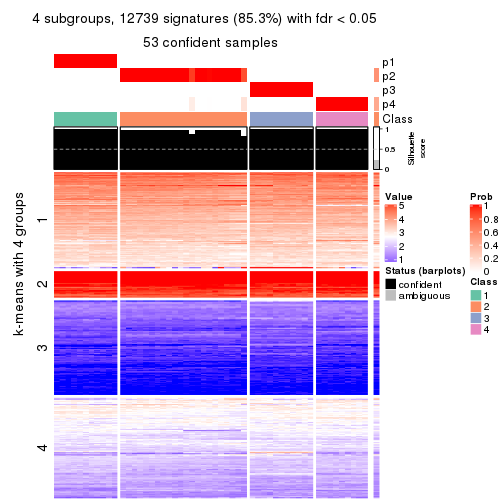 4 subgroups, 12739 signatures (85.3%) with fdr < 0.05
53 confident samples
p1
p2
p3
p4
Class
1
0.5
0
Silhouette
score
k-means with 4 groups
1
2
3
4
Value
5
4
3
2
1
Status (barplots)
confident
ambiguous
Prob
1
0.8
0.6
0.4
0.2
0
Class
1
2
3
4